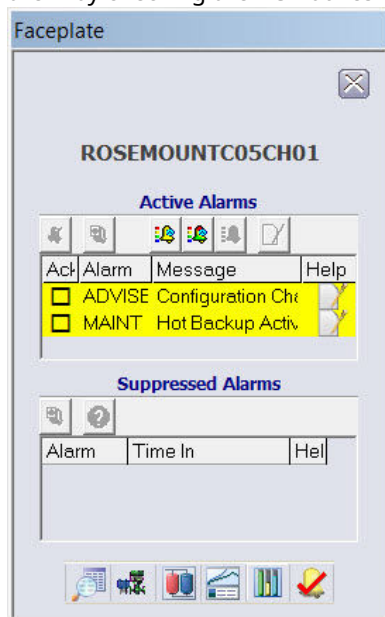 Faceplate
ROSEMOUNTC05CH01
Active Alarms
Ack Alarm Message Help
ADVISE Configuration Cha
MAINT Hot Backup Activ
Suppressed Alarms
Alarm Time In Hel